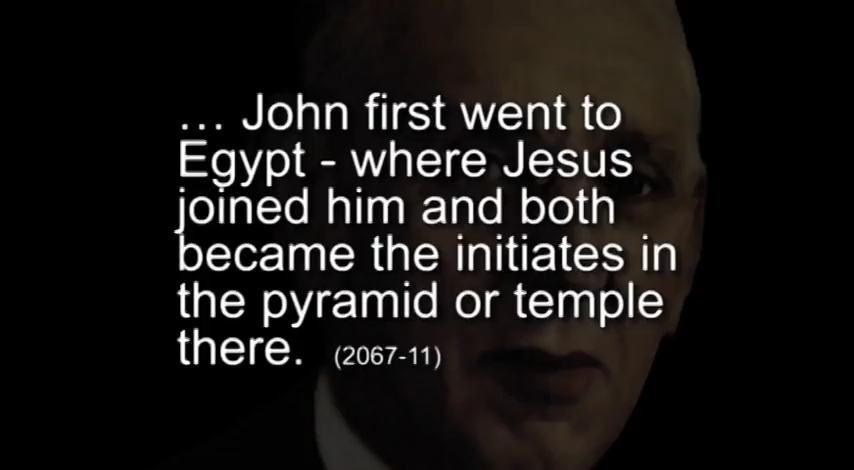 ... John first went to
Egypt - where Jesus
joined him and both
became the initiates in
the pyramid or temple
there. (2067-11)